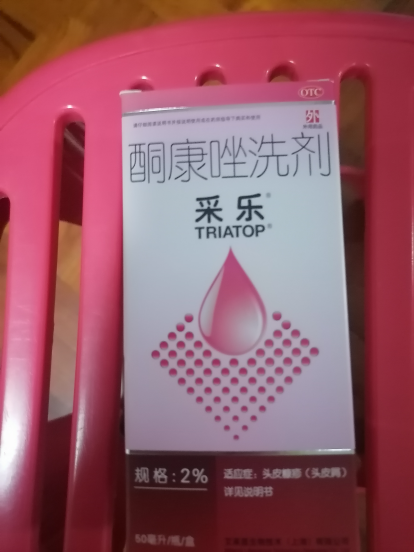 OTC
外
酮康唑洗剂
采乐®
TRIATOP®
规格:2%
适应症:头皮糠疹(头皮屑)
详见说明书
50毫升/瓶/盒